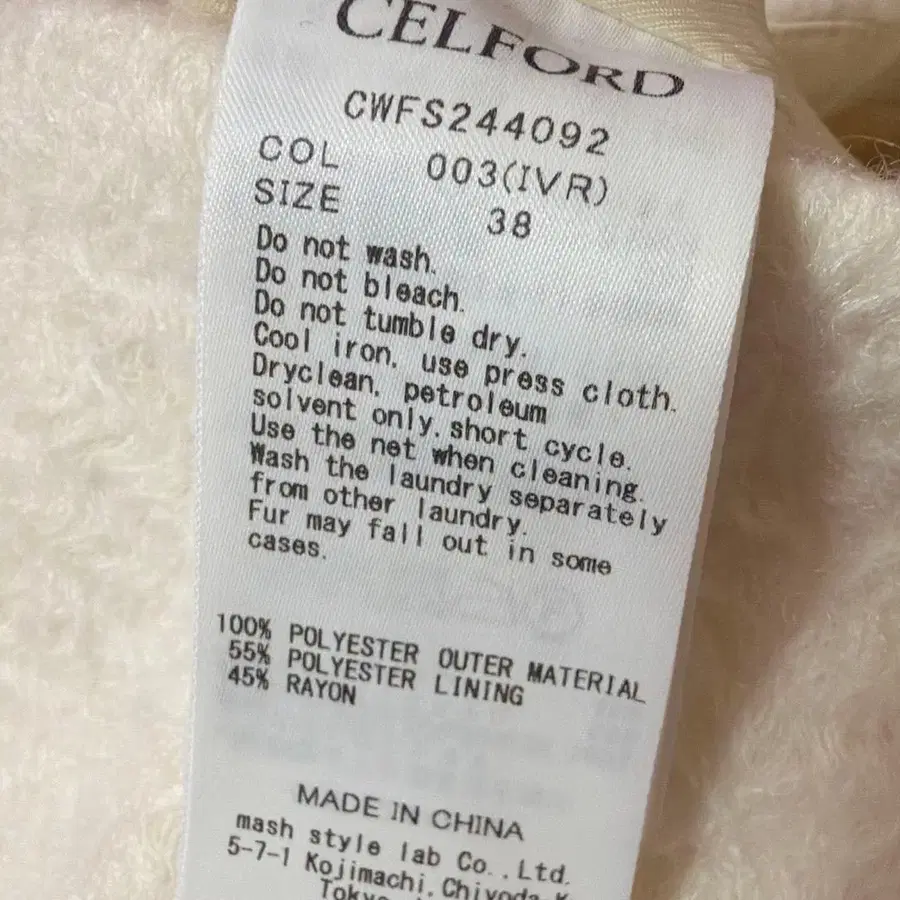 CELFORD
CWFS244092
COL 003(IVR)
SIZE 38
Do not wash.
Do not bleach.
Do not tumble dry.
Cool iron, use press cloth.
Dryclean, petroleum
solvent only, short cycle.
Use the net when cleaning.
Wash the laundry separately
from other laundry.
Fur may fall out in some
cases.
100% POLYESTER OUTER MATERIAL
55% POLYESTER LINING
45% RAYON
MADE IN CHINA
mash style lab Co., Ltd.
5-7-1 Kojimachi, Chiyoda-K
Tokyo